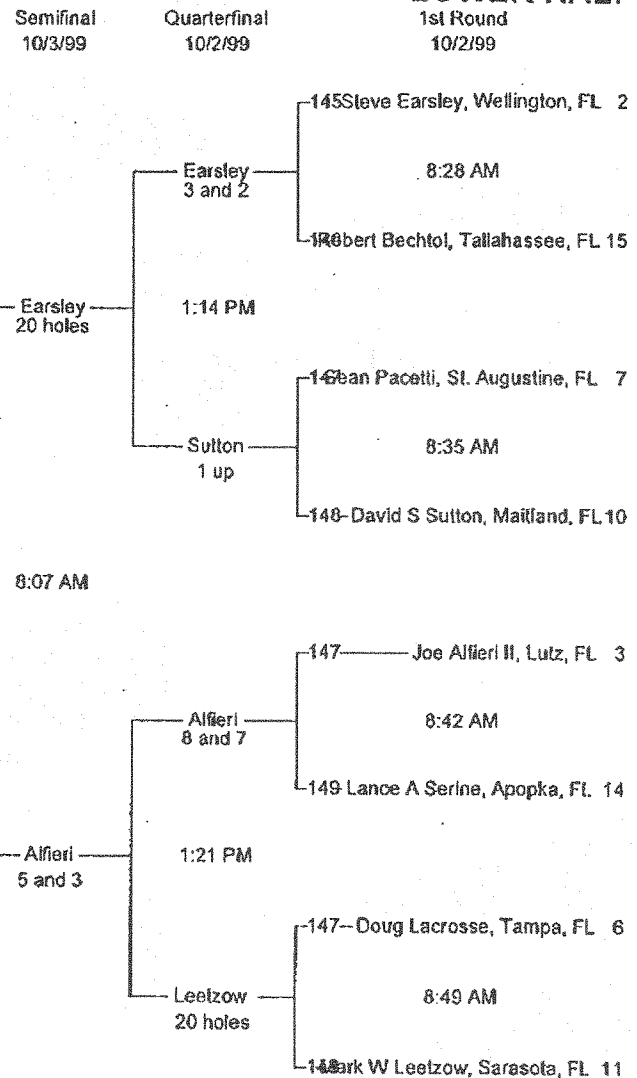 Semifinal Quarterfinal 1st Round
10/3/99 10/2/99 10/2/99
145 Steve Earsley, Wellington, FL 2
Earsley 8:28 AM
3 and 2
Robert Bechtol, Tallahassee, FL 15
Earsley 1:14 PM
20 holes
Sean Pacetti, St. Augustine, FL 7
Sutton 8:35 AM
1 up
148 David S Sutton, Maitland, FL 10
8:07 AM
147 Joe Alfieri II, Lutz, FL 3
Alfieri 8:42 AM
8 and 7
149 Lance A Serine, Apopka, FL 14
Alfieri 1:21 PM
5 and 3
147 Doug Lacrosse, Tampa, FL 6
Leetzow 8:49 AM
20 holes
Mark W Leetzow, Sarasota, FL 11